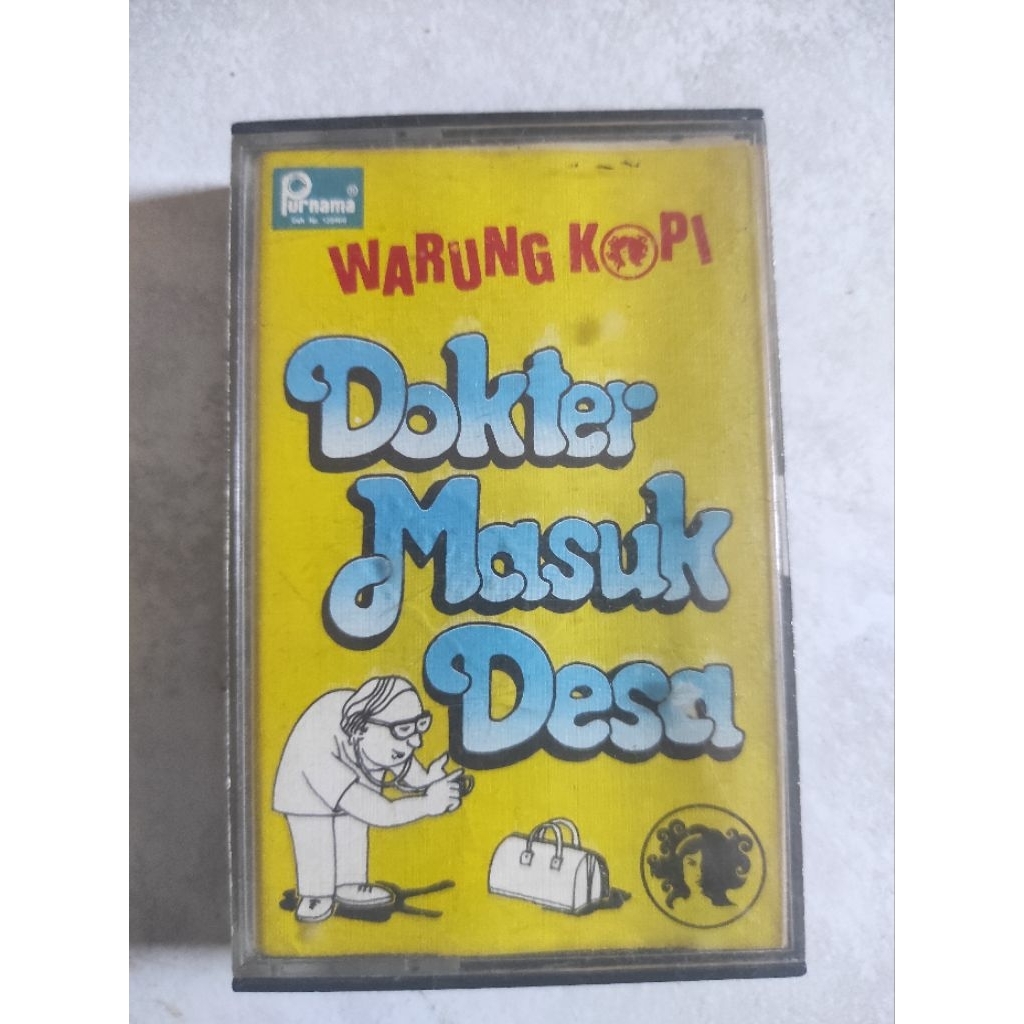 Purnama ®
WARUNG KOPI
Dokter
Masuk
Desa